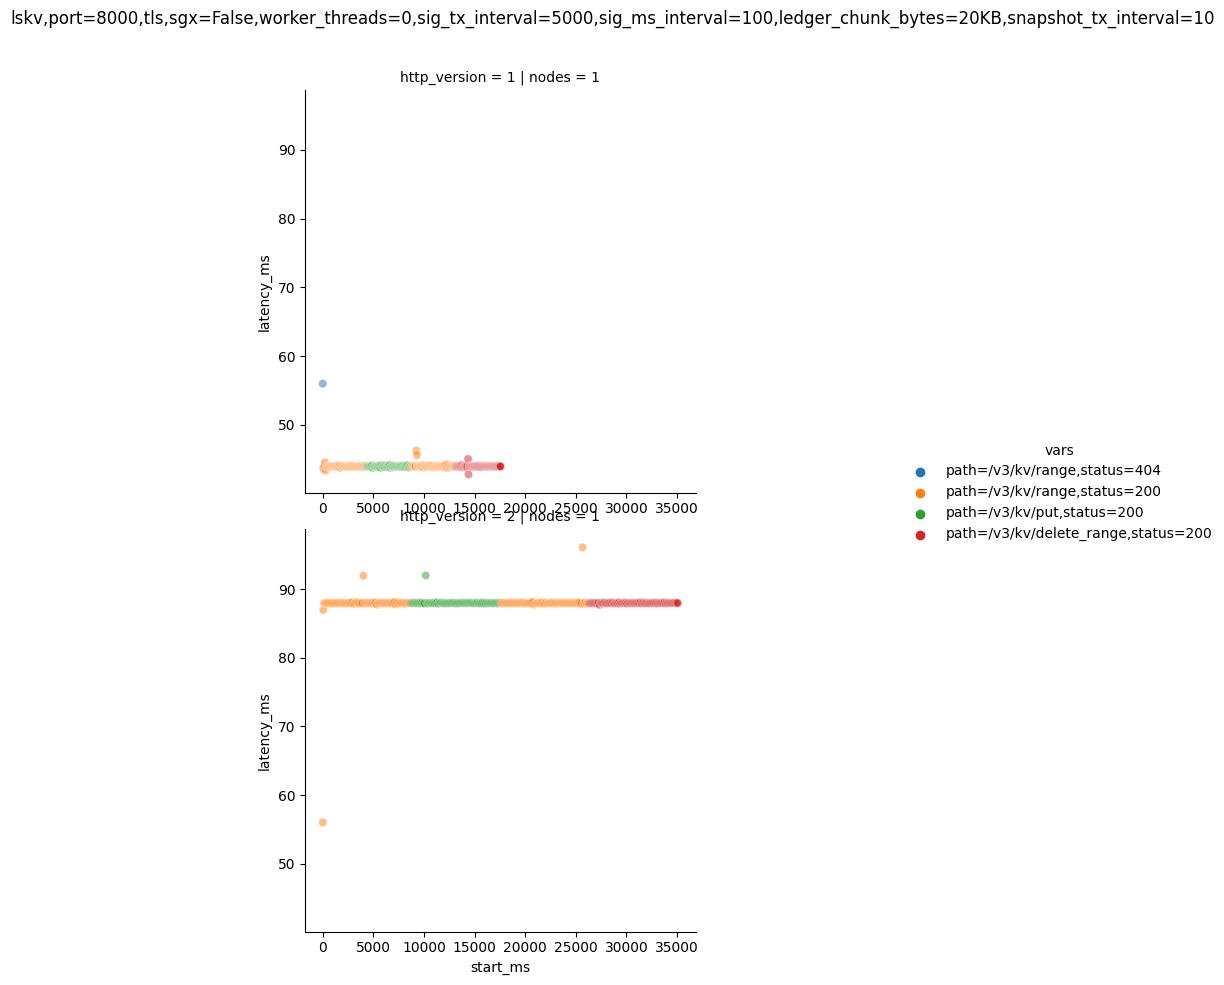 lskv,port=8000,tls,sgx=False,worker_threads=0,sig_tx_interval=5000,sig_ms_interval=100,ledger_chunk_bytes=20KB,snapshot_tx_interval=10
http_version = 1 | nodes = 1
90
80
70
60
50
latency_ms
0 5000 10000 15000 20000 25000 30000 35000
http_version = 2 | nodes = 1
90
80
70
60
50
latency_ms
0 5000 10000 15000 20000 25000 30000 35000
start_ms
vars
path=/v3/kv/range,status=404
path=/v3/kv/range,status=200
path=/v3/kv/put,status=200
path=/v3/kv/delete_range,status=200